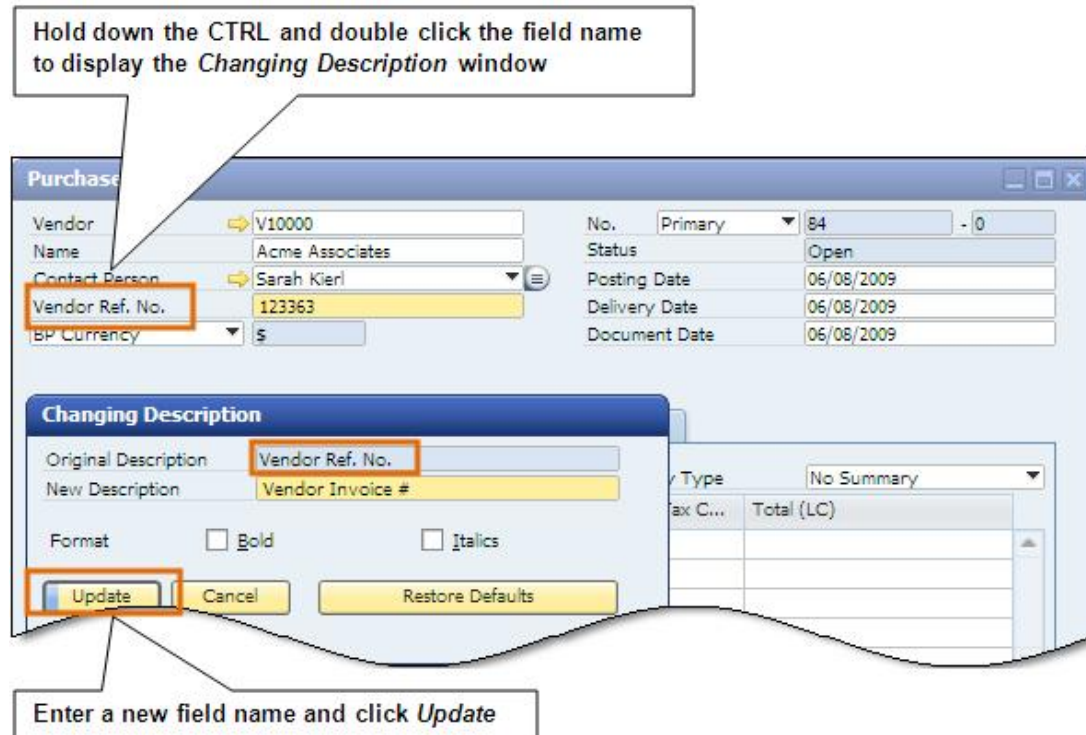 Hold down the CTRL and double click the field name
to display the Changing Description window
Purchase
Vendor V10000 No. Primary 84 - 0
Name Acme Associates Status Open
Contact Person Sarah Kierl Posting Date 06/08/2009
Vendor Ref. No. 123363 Delivery Date 06/08/2009
BP Currency $ Document Date 06/08/2009
Changing Description
Original Description Vendor Ref. No.
New Description Vendor Invoice #
Type No Summary
Tax C... Total (LC)
Format Bold Italics
Update Cancel Restore Defaults
Enter a new field name and click Update